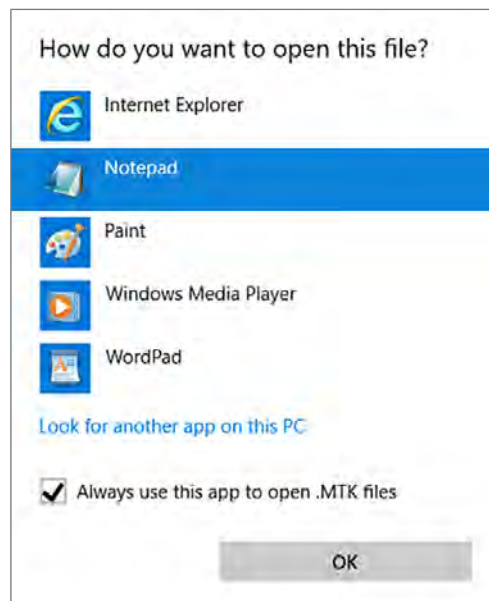 How do you want to open this file?
Internet Explorer
Notepad
Paint
Windows Media Player
WordPad
Look for another app on this PC
Always use this app to open .MTK files
OK